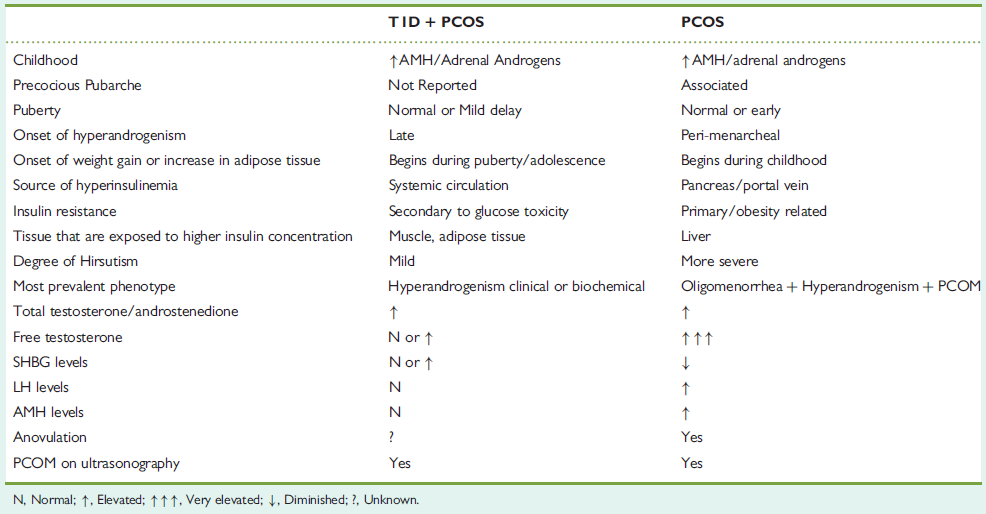 T1D + PCOS PCOS
Childhood ↑AMH/Adrenal Androgens ↑AMH/adrenal androgens
Precocious Pubarche Not Reported Associated
Puberty Normal or Mild delay Normal or early
Onset of hyperandrogenism Late Peri-menarcheal
Onset of weight gain or increase in adipose tissue Begins during puberty/adolescence Begins during childhood
Source of hyperinsulinemia Systemic circulation Pancreas/portal vein
Insulin resistance Secondary to glucose toxicity Primary/obesity related
Tissue that are exposed to higher insulin concentration Muscle, adipose tissue Liver
Degree of Hirsutism Mild More severe
Most prevalent phenotype Hyperandrogenism clinical or biochemical Oligomenorrhea + Hyperandrogenism + PCOM
Total testosterone/androstenedione ↑ ↑
Free testosterone N or ↑ ↑↑↑
SHBG levels N or ↑ ↓
LH levels N ↑
AMH levels N ↑
Anovulation ? Yes
PCOM on ultrasonography Yes Yes
N, Normal; ↑, Elevated; ↑↑↑, Very elevated; ↓, Diminished; ?, Unknown.